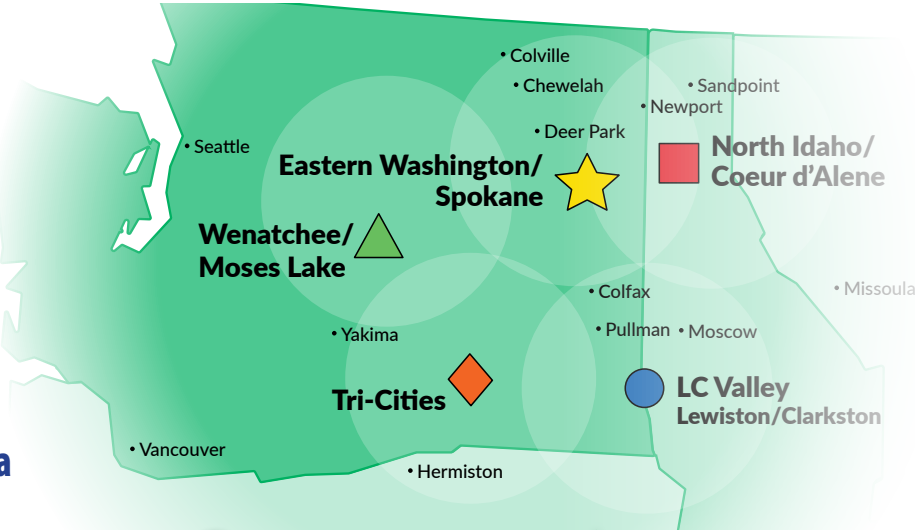 • Colville
• Chewelah
• Sandpoint
• Newport
• Deer Park
• Seattle
North Idaho/
Coeur d'Alene
Eastern Washington/
Spokane
Wenatchee/
Moses Lake
• Missoula
• Colfax
• Pullman
• Moscow
• Yakima
LC Valley
Lewiston/Clarkston
Tri-Cities
• Vancouver
a
• Hermiston